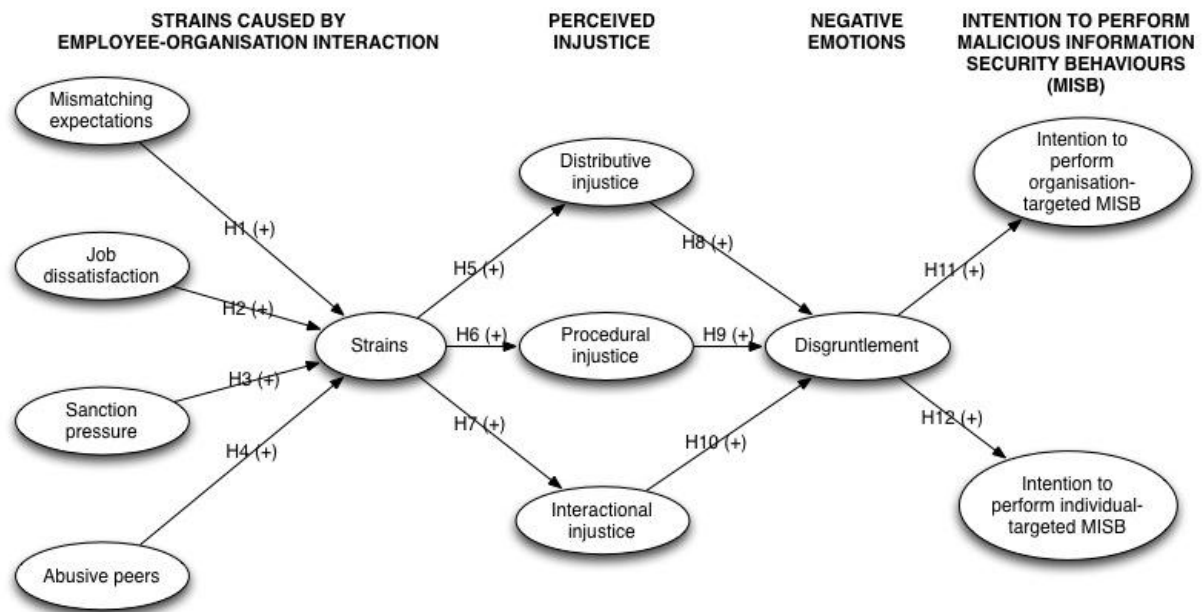 STRAINS CAUSED BY
EMPLOYEE-ORGANISATION INTERACTION
PERCEIVED
INJUSTICE
NEGATIVE
EMOTIONS
INTENTION TO PERFORM
MALICIOUS INFORMATION
SECURITY BEHAVIOURS
(MISB)
Mismatching
expectations
Job
dissatisfaction
Sanction
pressure
Abusive peers
H1 (+)
H2 (+)
H3 (+)
H4 (+)
Strains
H5 (+)
H6 (+)
H7 (+)
Distributive
injustice
Procedural
injustice
Interactional
injustice
H8 (+)
H9 (+)
H10 (+)
Disgruntlement
H11 (+)
H12 (+)
Intention to
perform
organisation-
targeted MISB
Intention to
perform individual-
targeted MISB